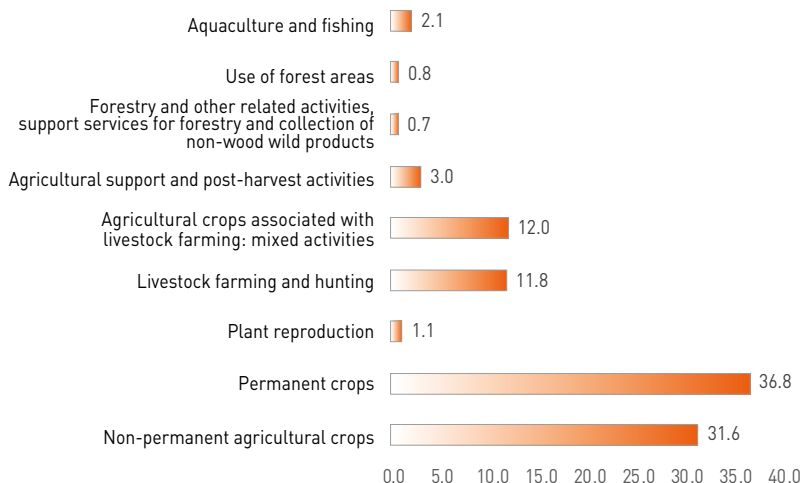 Aquaculture and fishing 2.1
Use of forest areas 0.8
Forestry and other related activities,
support services for forestry and collection of
non-wood wild products 0.7
Agricultural support and post-harvest activities 3.0
Agricultural crops associated with
livestock farming: mixed activities 12.0
Livestock farming and hunting 11.8
Plant reproduction 1.1
Permanent crops 36.8
Non-permanent agricultural crops 31.6
0.0 5.0 10.0 15.0 20.0 25.0 30.0 35.0 40.0